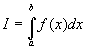 I = ∫_a^b f(x)dx